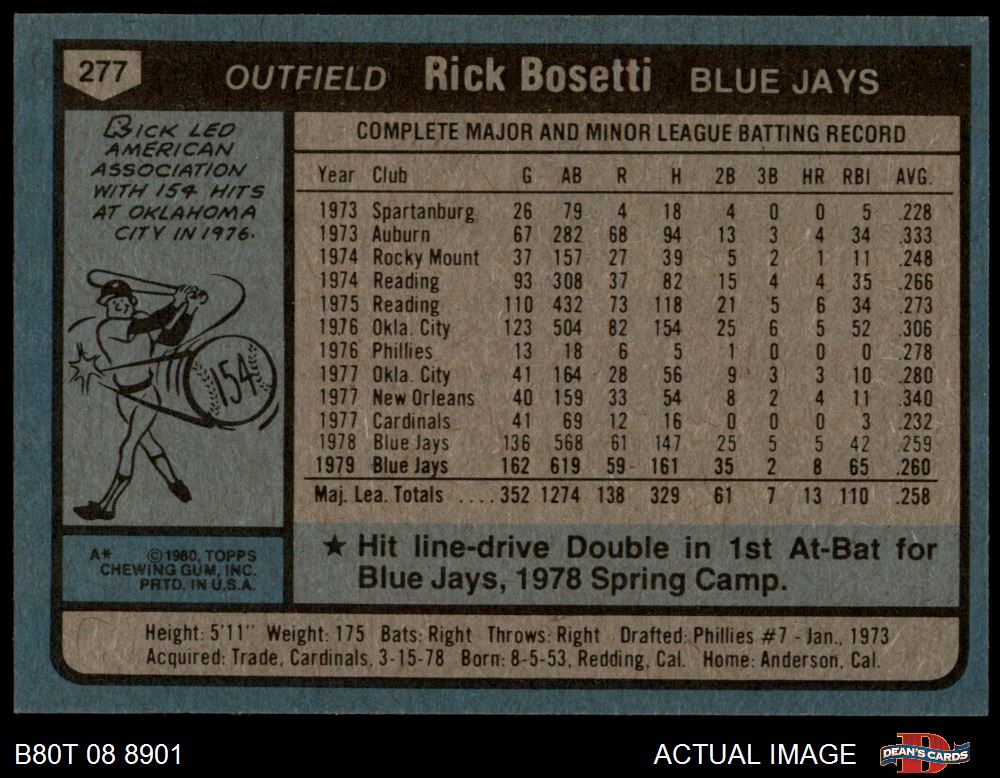 277 OUTFIELD Rick Bosetti BLUE JAYS
RICK LED
AMERICAN
ASSOCIATION
WITH 154 HITS
AT OKLAHOMA
CITY IN 1976.
154
COMPLETE MAJOR AND MINOR LEAGUE BATTING RECORD
Year Club G AB R H 2B 3B HR RBI AVG.
1973 Spartanburg 26 79 4 18 4 0 0 5 .228
1973 Auburn 67 282 68 94 13 3 4 34 .333
1974 Rocky Mount 37 157 27 39 5 2 1 11 .248
1974 Reading 93 308 37 82 15 4 4 35 .266
1975 Reading 110 432 73 118 21 5 6 34 .273
1976 Okla. City 123 504 82 154 25 6 5 52 .306
1976 Phillies 13 18 6 5 1 0 0 0 .278
1977 Okla. City 41 164 28 56 9 3 3 10 .280
1977 New Orleans 40 159 33 54 8 2 4 11 .340
1977 Cardinals 41 69 12 16 0 0 0 3 .232
1978 Blue Jays 136 568 61 147 25 5 5 42 .259
1979 Blue Jays 162 619 59 161 35 2 8 65 .260
Maj. Lea. Totals .... 352 1274 138 329 61 7 13 110 .258
★ Hit line-drive Double in 1st At-Bat for
Blue Jays, 1978 Spring Camp.
A* ©1980, TOPPS
CHEWING GUM, INC.
PRTD. IN U.S.A.
Height: 5'11" Weight: 175 Bats: Right Throws: Right Drafted: Phillies #7 - Jan., 1973
Acquired: Trade, Cardinals, 3-15-78 Born: 8-5-53, Redding, Cal. Home: Anderson, Cal.
B80T 08 8901 ACTUAL IMAGE DEAN'S CARDS